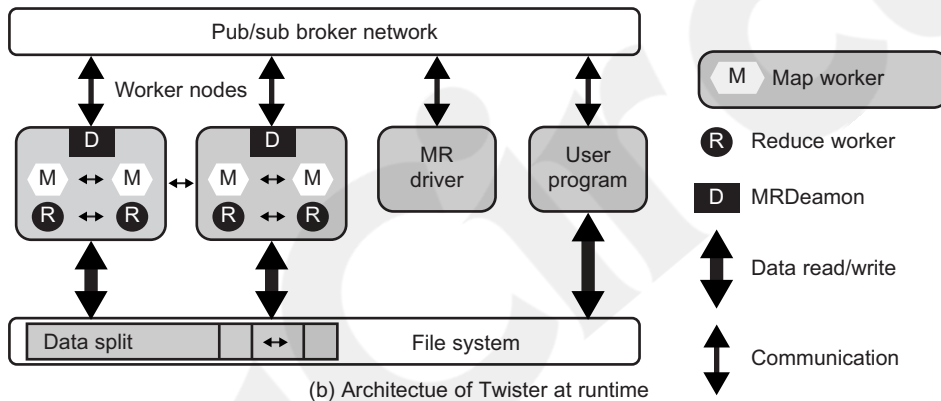 Pub/sub broker network
Worker nodes
D
D
M M
M M
R R
R R
MR
driver
User
program
Data split
File system
(b) Architectue of Twister at runtime
M Map worker
R Reduce worker
D MRDeamon
Data read/write
Communication